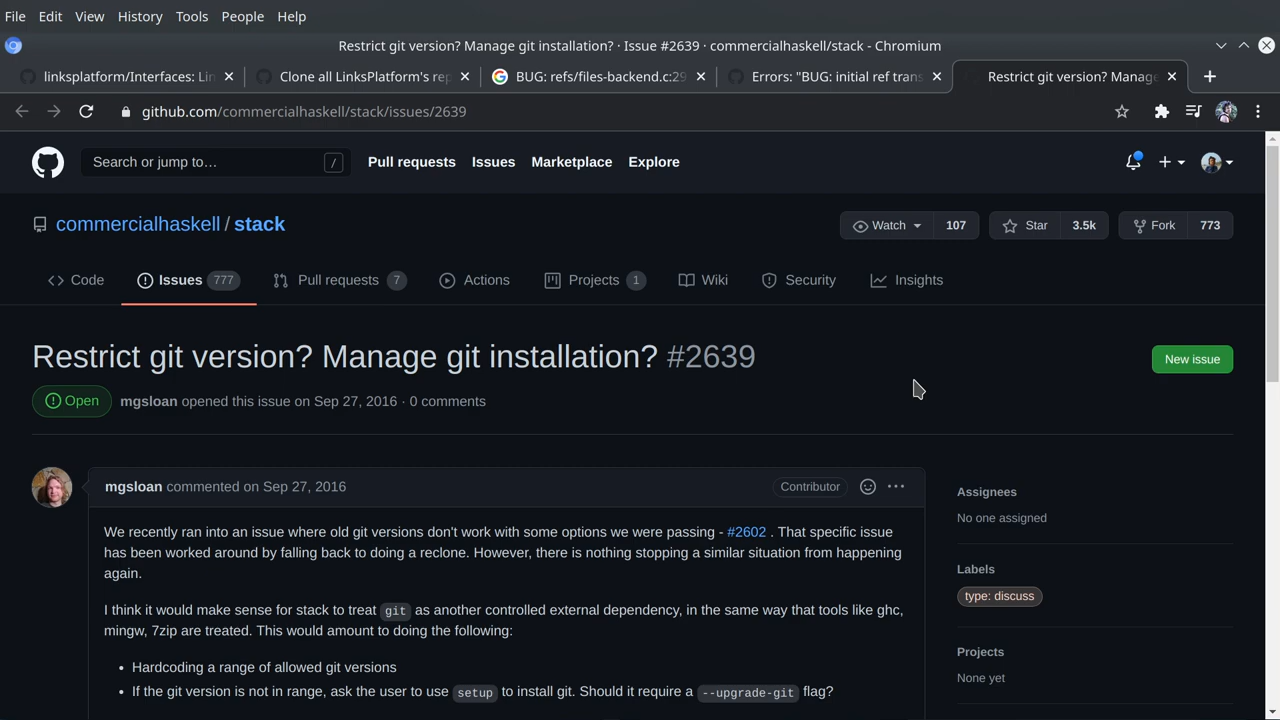 File Edit View History Tools People Help
Restrict git version? Manage git installation? · Issue #2639 · commercialhaskell/stack - Chromium
linksplatform/Interfaces: Lin
Clone all LinksPlatform's rep
BUG: refs/files-backend.c:29
Errors: "BUG: initial ref trans
Restrict git version? Manage
github.com/commercialhaskell/stack/issues/2639
Search or jump to… / Pull requests Issues Marketplace Explore
commercialhaskell / stack
Watch 107 Star 3.5k Fork 773
Code Issues 777 Pull requests 7 Actions Projects 1 Wiki Security Insights
Restrict git version? Manage git installation? #2639
New issue
Open mgsloan opened this issue on Sep 27, 2016 · 0 comments
mgsloan commented on Sep 27, 2016 Contributor
We recently ran into an issue where old git versions don't work with some options we were passing - #2602 . That specific issue
has been worked around by falling back to doing a reclone. However, there is nothing stopping a similar situation from happening
again.
I think it would make sense for stack to treat git as another controlled external dependency, in the same way that tools like ghc,
mingw, 7zip are treated. This would amount to doing the following:
• Hardcoding a range of allowed git versions
• If the git version is not in range, ask the user to use setup to install git. Should it require a --upgrade-git flag?
Assignees
No one assigned
Labels
type: discuss
Projects
None yet